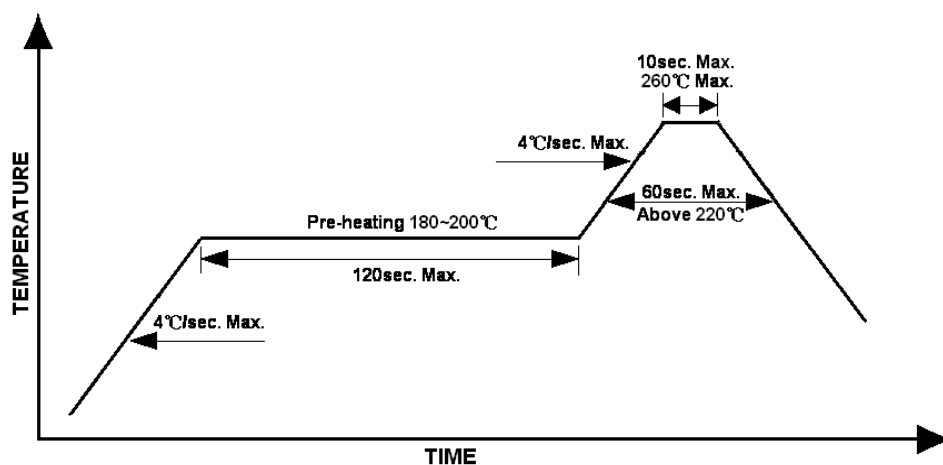 10sec. Max.
260℃ Max.
4℃/sec. Max.
60sec. Max.
Above 220℃
Pre-heating 180~200℃
120sec. Max.
4℃/sec. Max.
TEMPERATURE
TIME